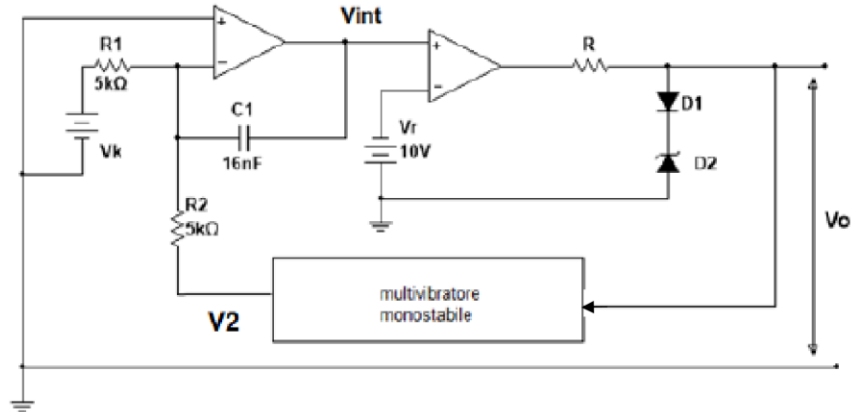 Vint
R1
5kΩ
Vk
C1
16nF
R2
5kΩ
V2
Vr
10V
R
D1
D2
Vo
multivibratore
monostabile
+
−
+
−